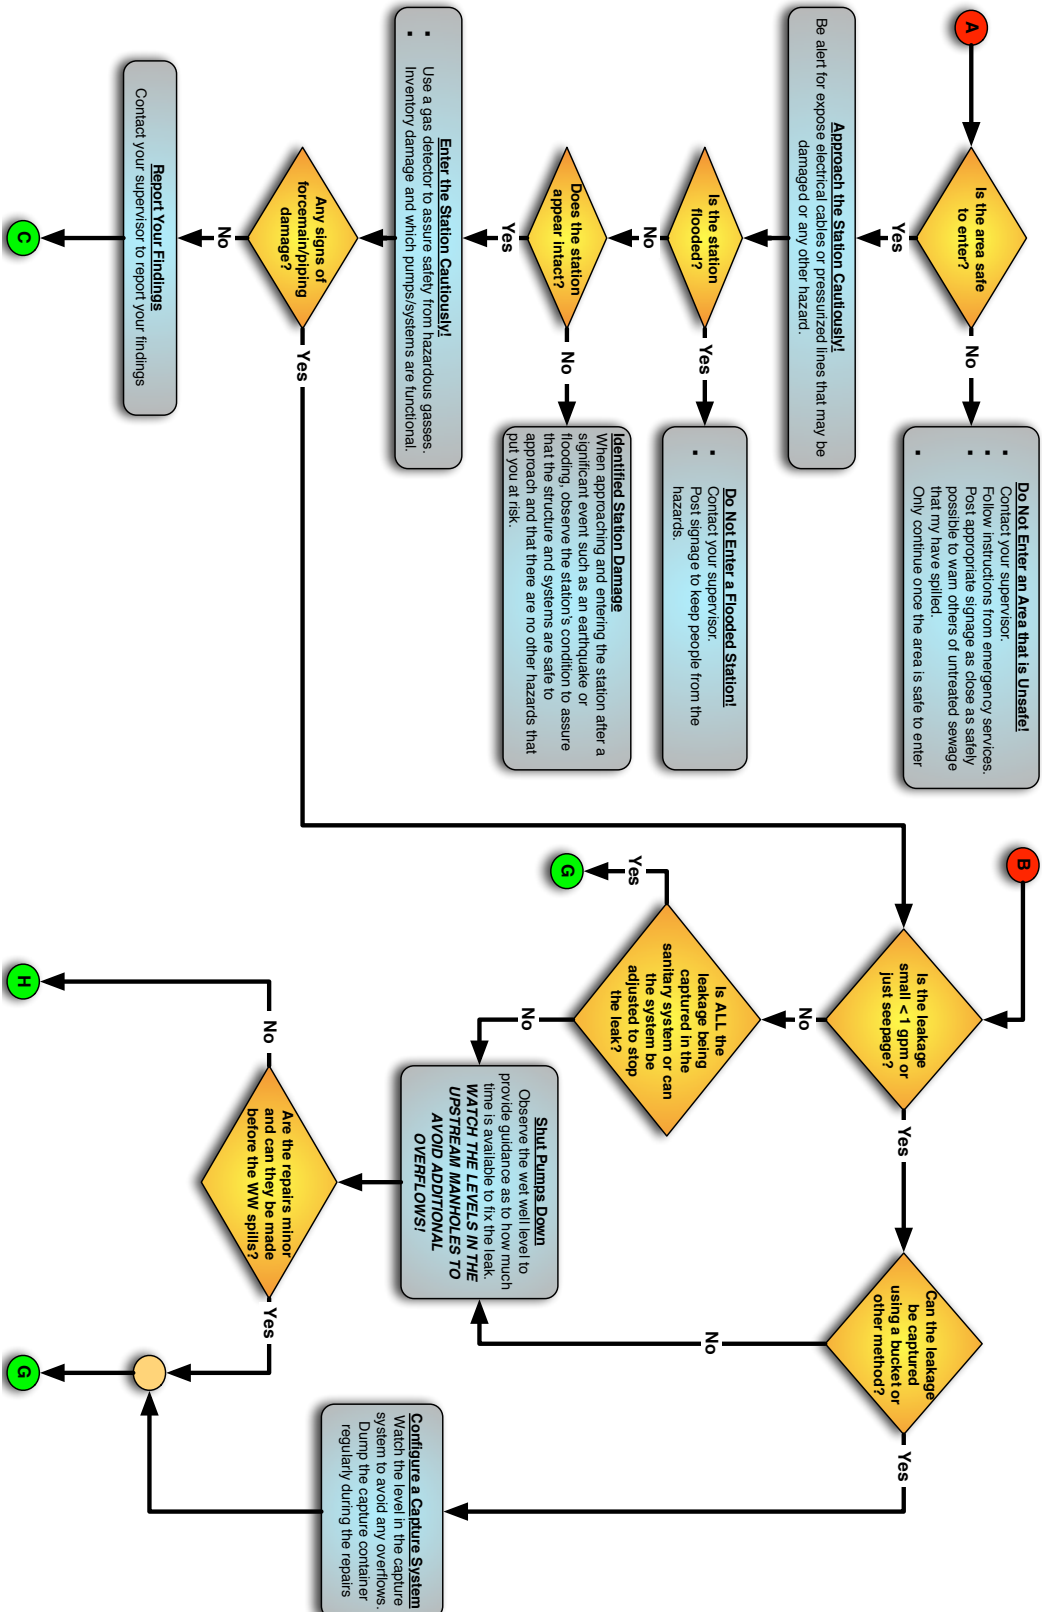 A
Is the area safe
to enter?
No
Do Not Enter an Area that is Unsafe!
▪ Contact your supervisor.
▪ Follow instructions from emergency services.
▪ Post appropriate signage as close as safely
possible to warn others of untreated sewage
that my have spilled.
▪ Only continue once the area is safe to enter
Yes
Approach the Station Cautiously!
Be alert for expose electrical cables or pressurized lines that may be
damaged or any other hazard.
Is the station
flooded?
Yes
Do Not Enter a Flooded Station!
▪ Contact your supervisor.
▪ Post signage to keep people from the
hazards.
No
Does the station
appear intact?
No
Identified Station Damage
When approaching and entering the station after a
significant event such as an earthquake or
flooding, observe the station's condition to assure
that the structure and systems are safe to
approach and that there are no other hazards that
put you at risk.
Yes
Enter the Station Cautiously!
▪ Use a gas detector to assure safety from hazardous gasses.
▪ Inventory damage and which pumps/systems are functional.
Any signs of
forcemain/piping
damage?
Yes
No
Report Your Findings
Contact your supervisor to report your findings
C
B
Is the leakage
small < 1 gpm or
just seepage?
Yes
Can the leakage
be captured
using a bucket or
other method?
Yes
No
No
Is ALL the
leakage being
captured in the
sanitary system or can
the system be
adjusted to stop
the leak?
Yes
G
No
Shut Pumps Down
Observe the wet well level to
provide guidance as to how much
time is available to fix the leak.
WATCH THE LEVELS IN THE
UPSTREAM MANHOLES TO
AVOID ADDITIONAL
OVERFLOWS!
Configure a Capture System
Watch the level in the capture
system to avoid any overflows.
Dump the capture container
regularly during the repairs
Are the repairs minor
and can they be made
before the WW spills?
No
Yes
H
G